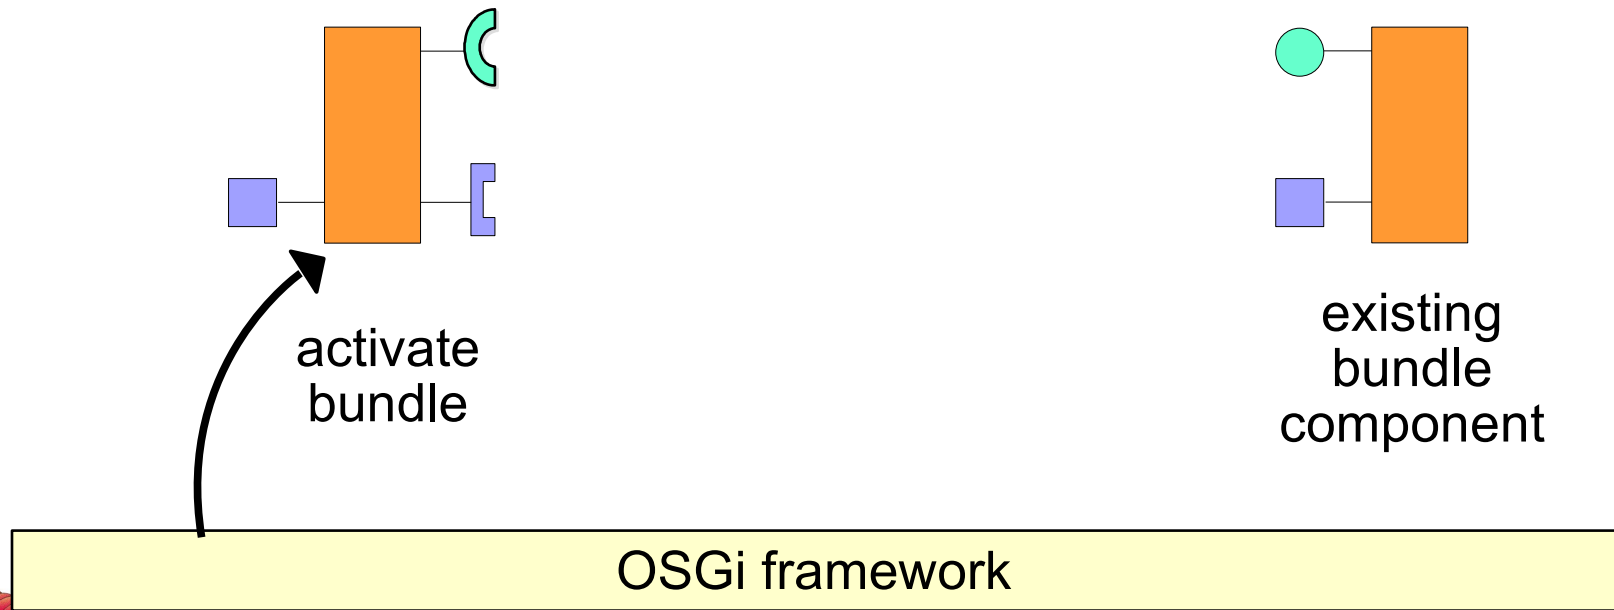 activate
bundle
existing
bundle
component
OSGi framework